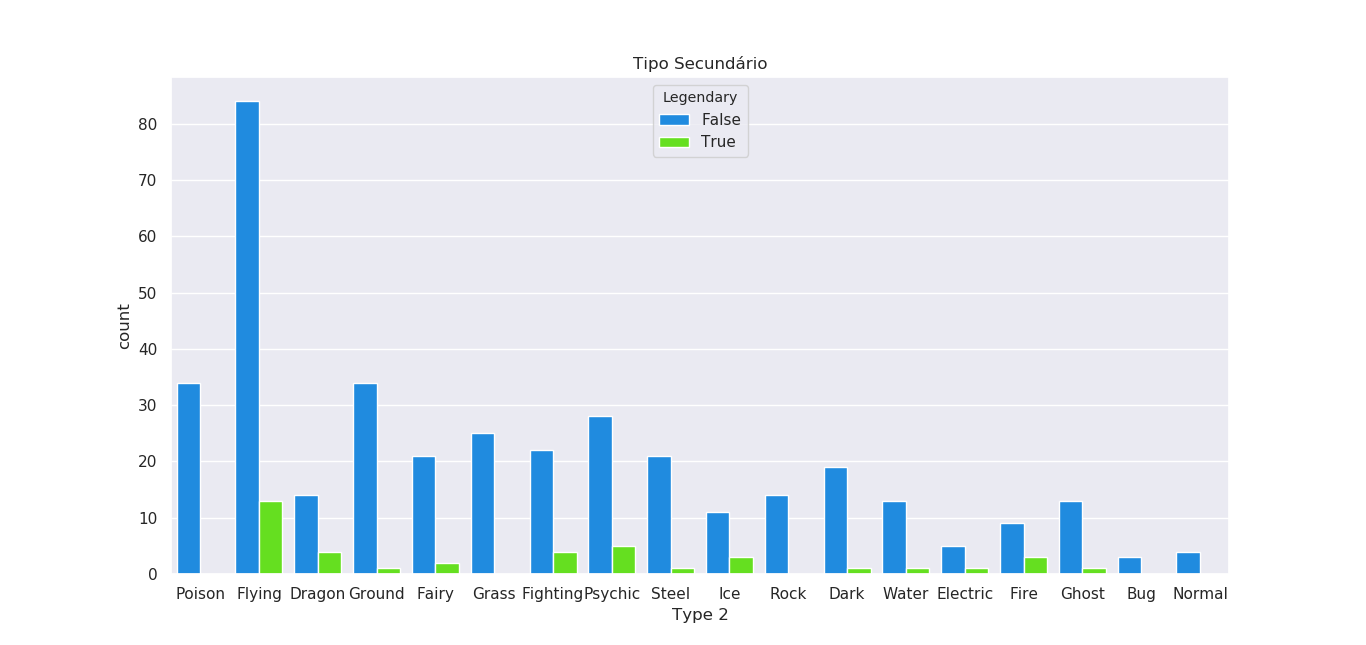 Tipo Secundário
Legendary
False
True
count
80
70
60
50
40
30
20
10
0
Poison Flying Dragon Ground Fairy Grass Fighting Psychic Steel Ice Rock Dark Water Electric Fire Ghost Bug Normal
Type 2